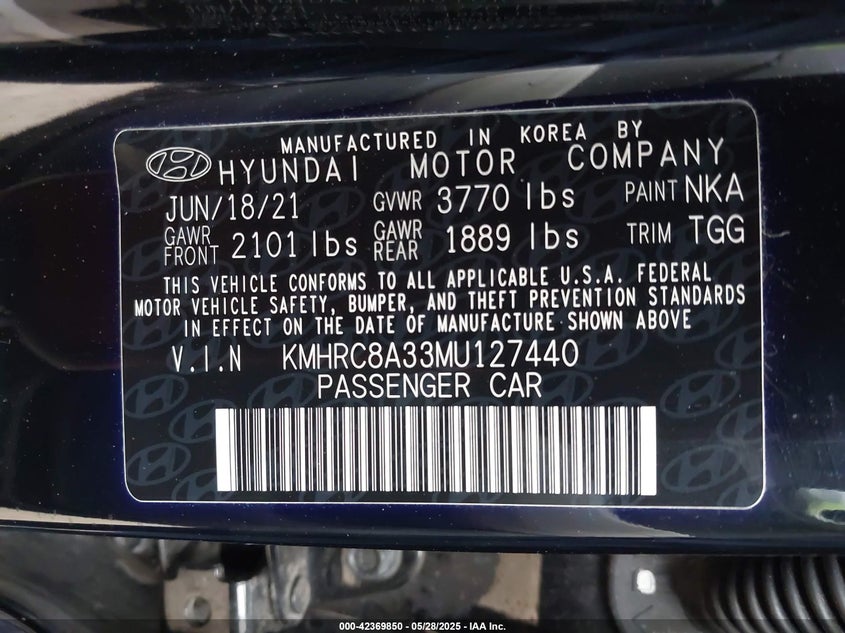 MANUFACTURED IN KOREA BY
HYUNDAI MOTOR COMPANY
JUN/18/21 GVWR 3770 lbs PAINT NKA
GAWR FRONT 2101 lbs GAWR REAR 1889 lbs TRIM TGG
THIS VEHICLE CONFORMS TO ALL APPLICABLE U.S.A. FEDERAL
MOTOR VEHICLE SAFETY, BUMPER, AND THEFT PREVENTION STANDARDS
IN EFFECT ON THE DATE OF MANUFACTURE SHOWN ABOVE
V.I.N KMHRC8A33MU127440
PASSENGER CAR
000-42369850 - 05/28/2025 - IAA Inc.